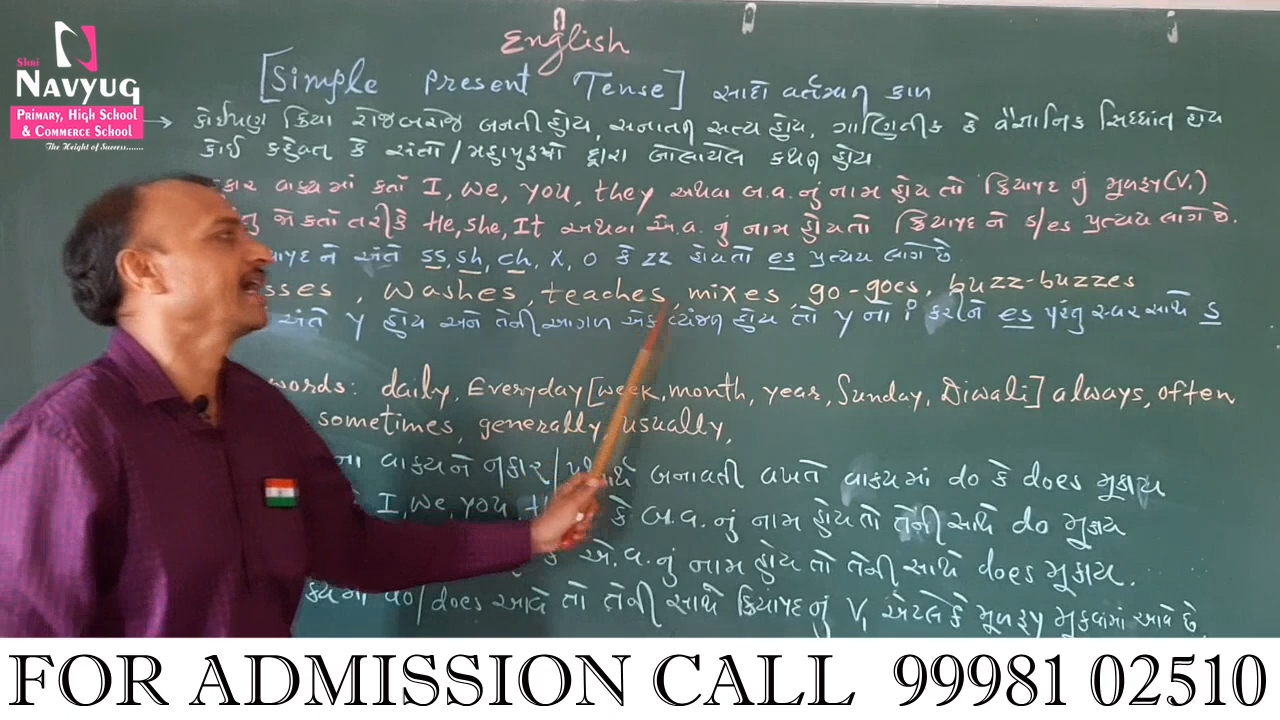 Shri
NAVYUG
PRIMARY, HIGH SCHOOL
& COMMERCE SCHOOL
The Height of Success.......
English
[Simple Present Tense] સાદો વર્તમાન કાળ
→ કોઈપણ ક્રિયા રોજબરોજ બનતી હોય, સનાતન સત્ય હોય, ગાણિતીક કે વૈજ્ઞાનિક સિધ્ધાંત હોય
કોઈ કહેવત કે સંતો/મહાપુરૂષો દ્વારા બોલાયેલ કથન હોય
કાર વાક્યમાં કર્તા I, We, you, they અથવા બ.વ. નું નામ હોય તો ક્રિયાપદ નું મૂળરૂપ (V.)
તુ જો કર્તા તરીકે He, she, It અથવા એ.વ. નું નામ હોય તો ક્રિયાપદ ને s/es પ્રત્યય લાગે છે.
પદ ને અંતે ss, sh, ch, x, o કે zz હોય તો es પ્રત્યય લાગે છે.
sses, washes, teaches, mixes, go-goes, buzz-buzzes
અંતે y હોય અને તેની આગળ એક વ્યંજન હોય તો y નો i કરીને es પરંતુ સ્વર સાથે s
words: daily, Everyday [week, month, year, Sunday, Diwali] always, often
sometimes, generally, usually,
ના વાક્યને નકાર/ બનાવતી વખતે વાક્યમાં do કે does મૂકાય
I, We, you, કે બ.વ. નું નામ હોય તો તેની સાથે do મૂકાય
કે એ.વ. નું નામ હોય તો તેની સાથે does મૂકાય.
ક્યમાં do/does આવે તો તેની સાથે ક્રિયાપદનું V1 એટલે કે મૂળરૂપ મુકવામાં આવે છે.
FOR ADMISSION CALL 99981 02510